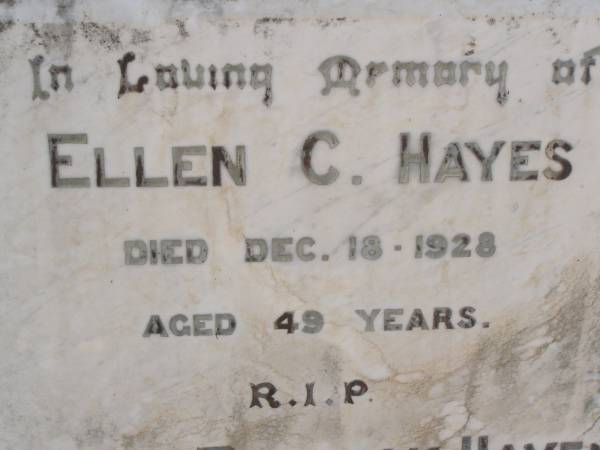 In Loving Memory of
ELLEN C. HAYES
DIED DEC. 18 - 1928
AGED 49 YEARS.
R.I.P.